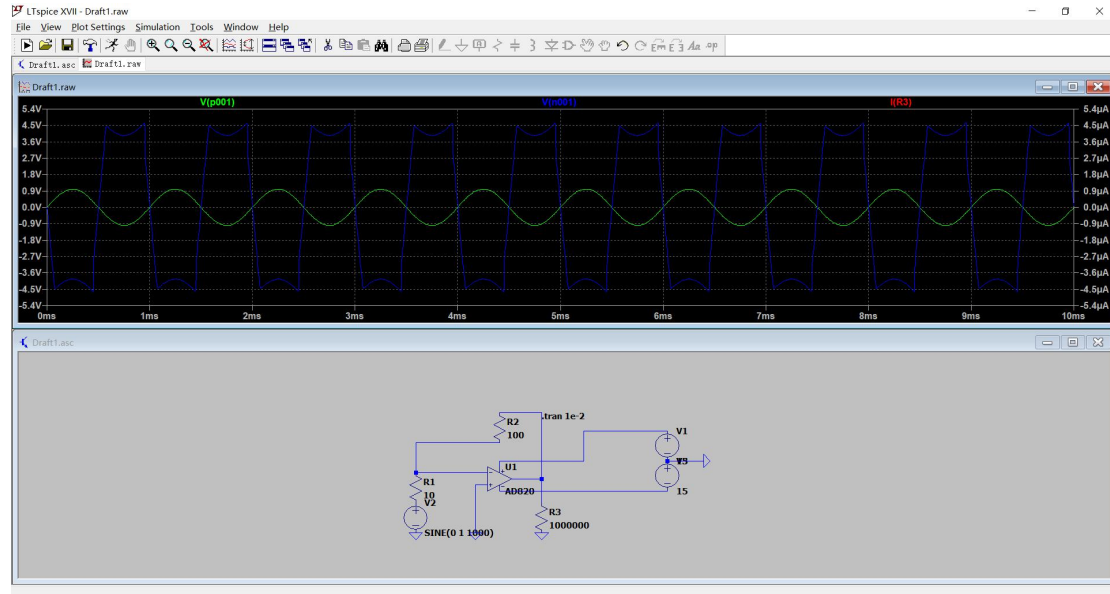 LTspice XVII - Draft1.raw
File View Plot Settings Simulation Tools Window Help
Draft1.asc Draft1.raw
Draft1.raw
V(p001) V(n001) I(R3)
5.4V 5.4µA
4.5V 4.5µA
3.6V 3.6µA
2.7V 2.7µA
1.8V 1.8µA
0.9V 0.9µA
0.0V 0.0µA
-0.9V -0.9µA
-1.8V -1.8µA
-2.7V -2.7µA
-3.6V -3.6µA
-4.5V -4.5µA
-5.4V -5.4µA
0ms 1ms 2ms 3ms 4ms 5ms 6ms 7ms 8ms 9ms 10ms
Draft1.asc
.tran 1e-2
R2
100
V1
U1
R1
10
V2
AD820
15
R3
1000000
SINE(0 1 1000)